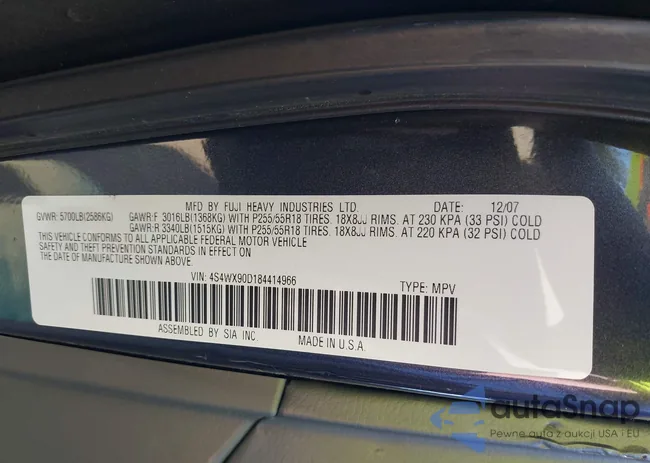 MFD BY FUJI HEAVY INDUSTRIES LTD. DATE: 12/07
GVWR: 5700LB(2586KG) GAWR:F 3016LB(1368KG) WITH P255/55R18 TIRES. 18X8JJ RIMS. AT 230 KPA (33 PSI) COLD
GAWR:R 3340LB(1515KG) WITH P255/55R18 TIRES. 18X8JJ RIMS. AT 220 KPA (32 PSI) COLD
THIS VEHICLE CONFORMS TO ALL APPLICABLE FEDERAL MOTOR VEHICLE
SAFETY AND THEFT PREVENTION STANDARDS IN EFFECT ON
THE DATE OF MANUFACTURE SHOWN ABOVE.
VIN: 4S4WX90D184414966 TYPE: MPV
ASSEMBLED BY SIA INC. MADE IN U.S.A.
autaSnap
Pewne auta z aukcji USA i EU